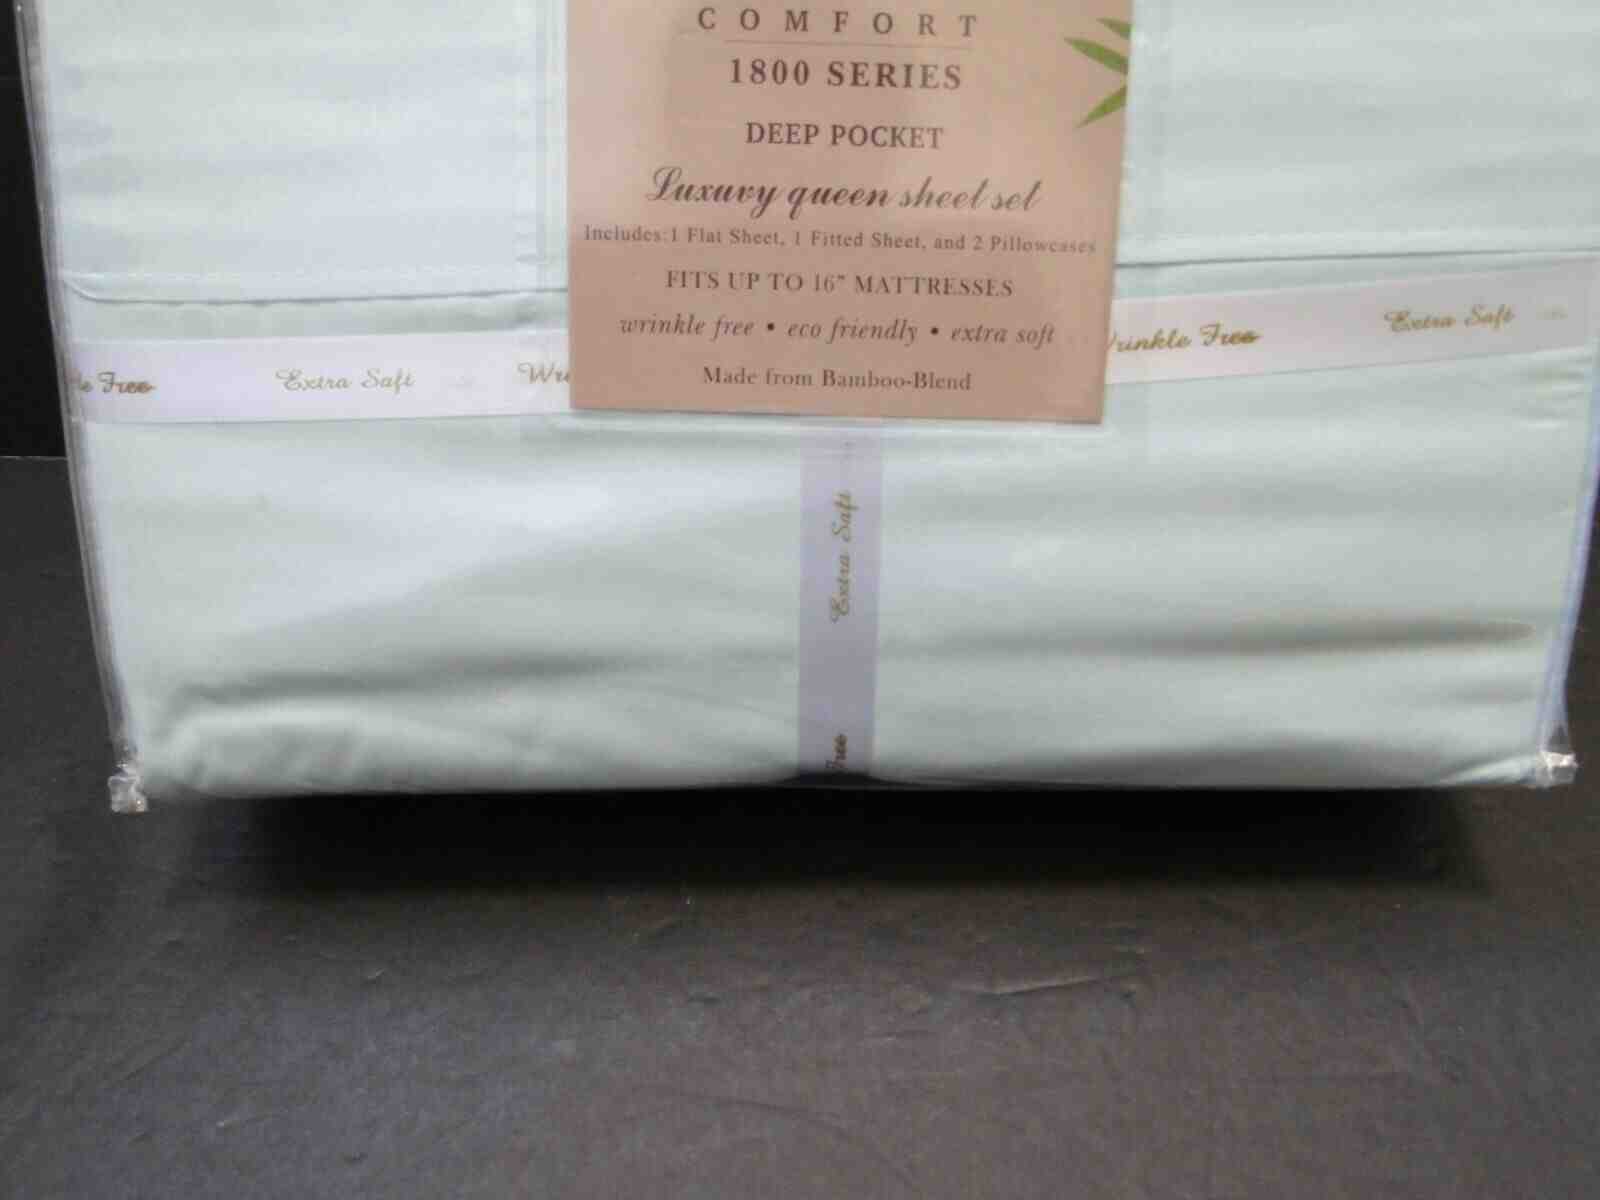 COMFORT
1800 SERIES
DEEP POCKET
Luxury queen sheet set
Includes:1 Flat Sheet, 1 Fitted Sheet, and 2 Pillowcases
FITS UP TO 16" MATTRESSES
wrinkle free • eco friendly • extra soft
Made from Bamboo-Blend
Free Extra Soft
Wrinkle Free Extra Soft
Extra Soft
Free